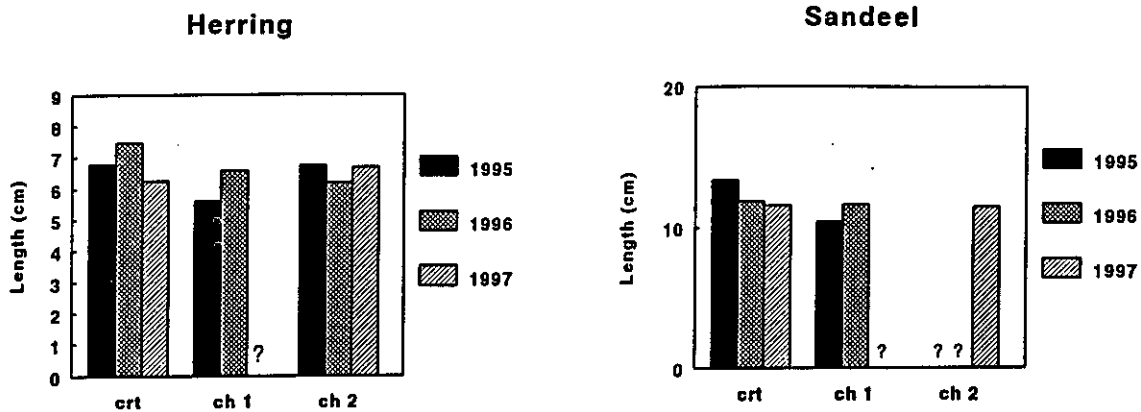 Herring
Length (cm)
9
8
7
6
5
4
3
2
1
0
?
crt
ch 1
ch 2
1995
1996
1997
Sandeel
Length (cm)
20
10
0
?
? ?
crt
ch 1
ch 2
1995
1996
1997